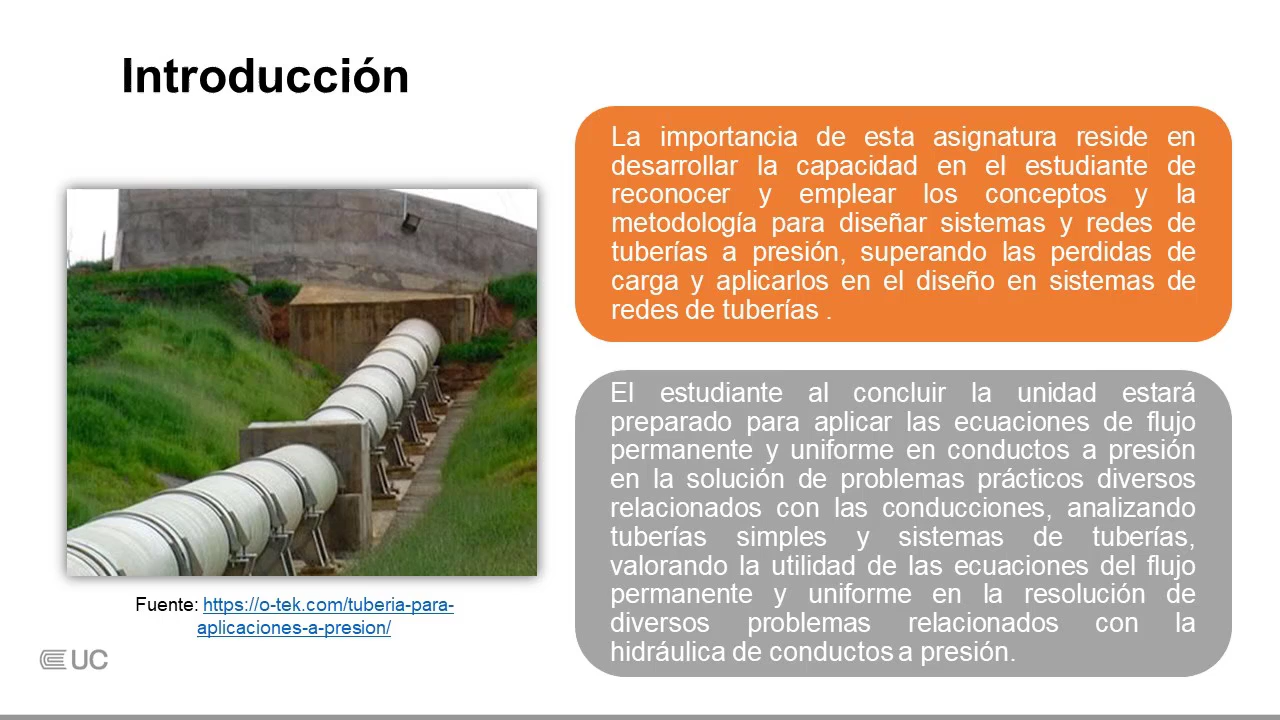 Introducción
La importancia de esta asignatura reside en
desarrollar la capacidad en el estudiante de
reconocer y emplear los conceptos y la
metodología para diseñar sistemas y redes de
tuberías a presión, superando las perdidas de
carga y aplicarlos en el diseño en sistemas de
redes de tuberías .
El estudiante al concluir la unidad estará
preparado para aplicar las ecuaciones de flujo
permanente y uniforme en conductos a presión
en la solución de problemas prácticos diversos
relacionados con las conducciones, analizando
tuberías simples y sistemas de tuberías,
valorando la utilidad de las ecuaciones del flujo
permanente y uniforme en la resolución de
diversos problemas relacionados con la
hidráulica de conductos a presión.
Fuente: https://o-tek.com/tuberia-para-
aplicaciones-a-presion/
UC